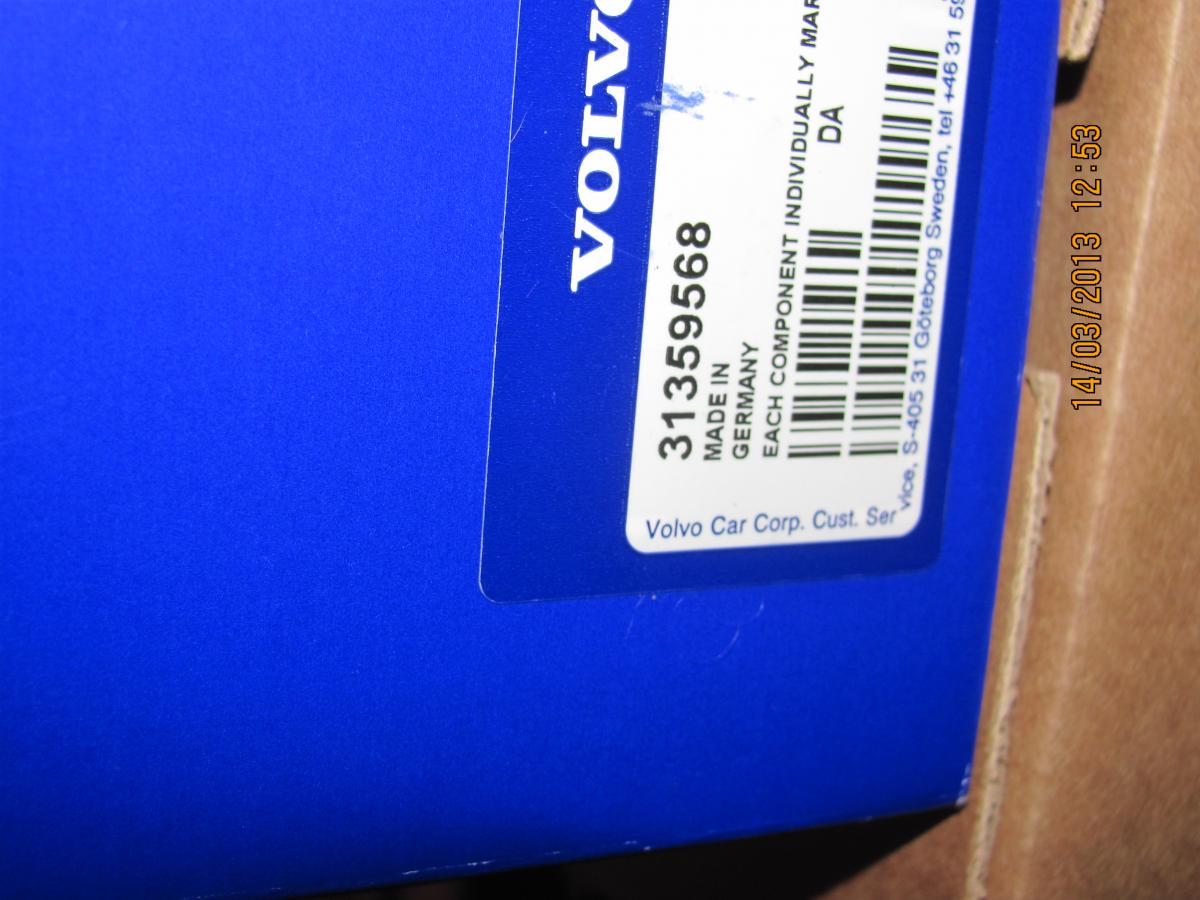 VOLVO
31359568
MADE IN
GERMANY
EACH COMPONENT INDIVIDUALLY MAR
DA
Volvo Car Corp. Cust. Service, S-405 31 Göteborg Sweden, tel +46 31 59
14/03/2013 12:53